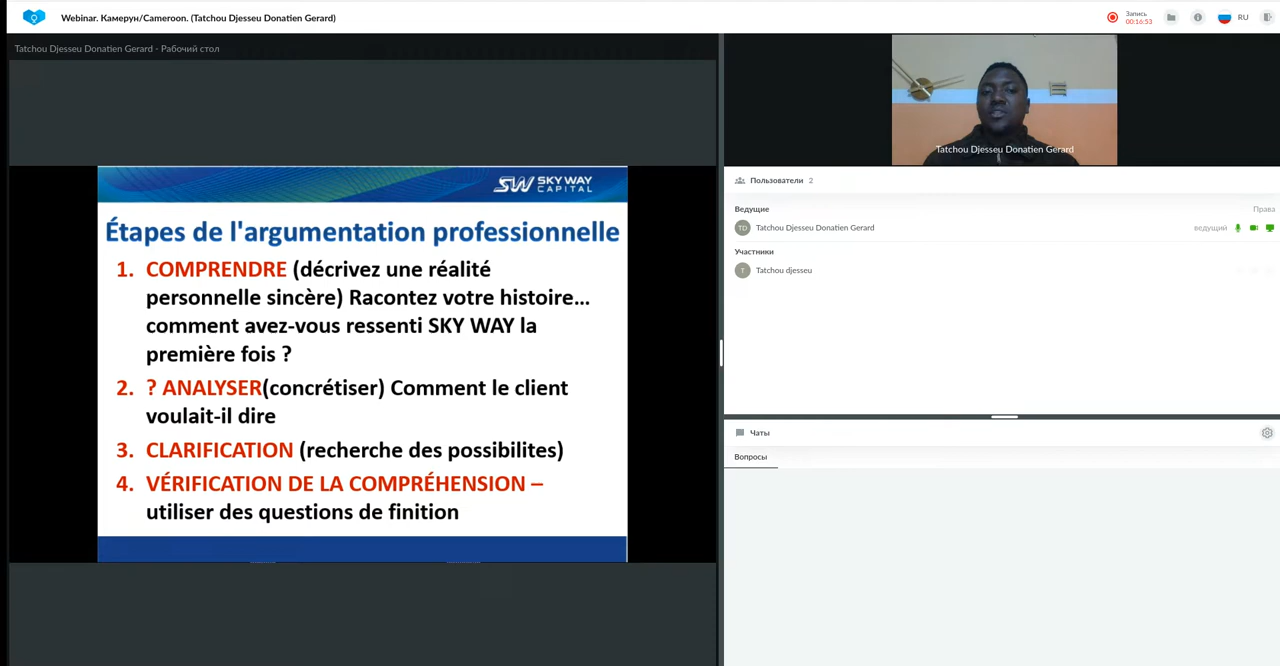 Webinar. Камерун/Cameroon. (Tatchou Djesseu Donatien Gerard)
Запись
00:16:53
RU
Tatchou Djesseu Donatien Gerard - Рабочий стол
SW SKY WAY
CAPITAL
Étapes de l'argumentation professionnelle
1. COMPRENDRE (décrivez une réalité
personnelle sincère) Racontez votre histoire...
comment avez-vous ressenti SKY WAY la
première fois ?
2. ? ANALYSER(concrétiser) Comment le client
voulait-il dire
3. CLARIFICATION (recherche des possibilites)
4. VÉRIFICATION DE LA COMPRÉHENSION –
utiliser des questions de finition
Tatchou Djesseu Donatien Gerard
Пользователи 2
Ведущие Права
TD Tatchou Djesseu Donatien Gerard ведущий
Участники
T Tatchou djesseu
Чаты
Вопросы